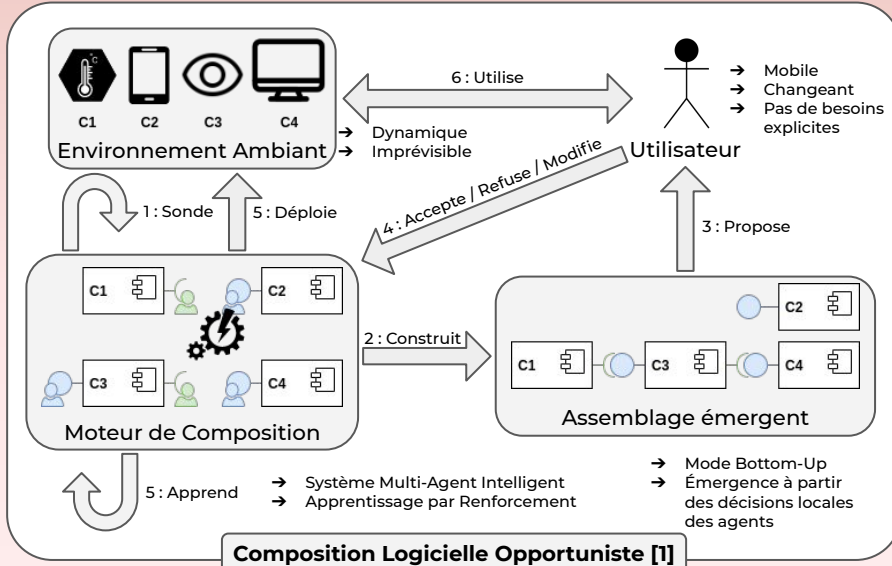 °C
C1
C2
C3
C4
Environnement Ambiant
➔ Dynamique
➔ Imprévisible
6 : Utilise
➔ Mobile
➔ Changeant
➔ Pas de besoins
explicites
Utilisateur
1 : Sonde
5 : Déploie
4 : Accepte / Refuse / Modifie
3 : Propose
C1
C2
C3
C4
Moteur de Composition
2 : Construit
C2
C1
C3
C4
Assemblage émergent
5 : Apprend
➔ Système Multi-Agent Intelligent
➔ Apprentissage par Renforcement
➔ Mode Bottom-Up
➔ Émergence à partir
des décisions locales
des agents
Composition Logicielle Opportuniste [1]